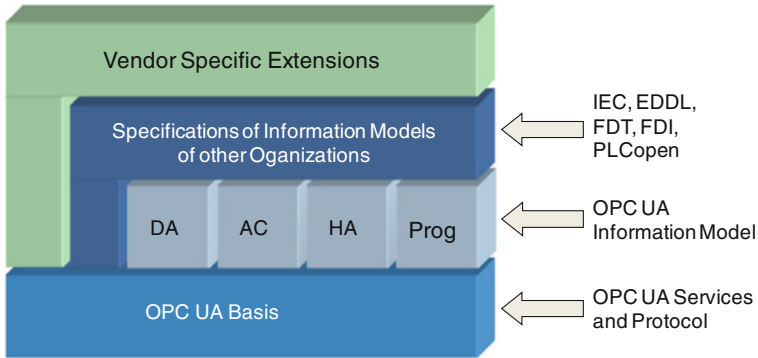 Vendor Specific Extensions
Specifications of Information Models
of other Oganizations
IEC, EDDL,
FDT, FDI,
PLCopen
DA
AC
HA
Prog
OPC UA
Information Model
OPC UA Basis
OPC UA Services
and Protocol